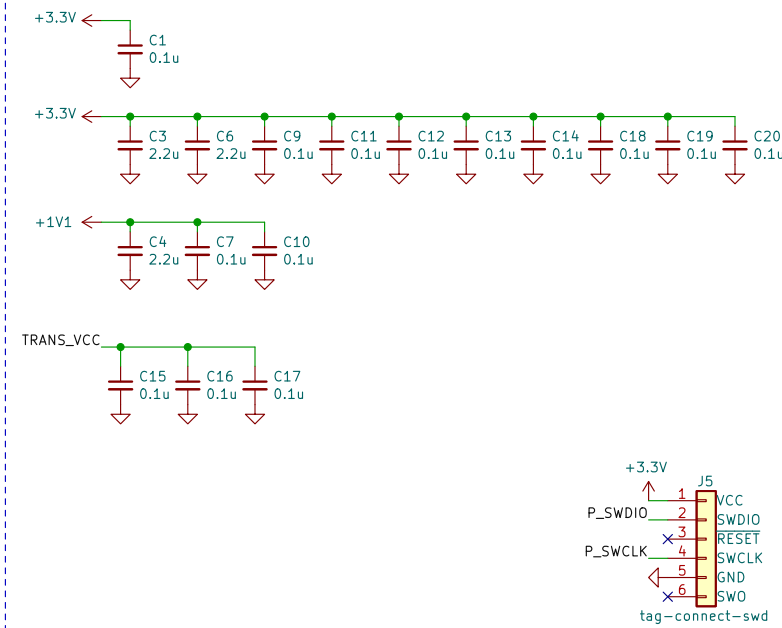 +3.3V
C1
0.1u
+3.3V
C3
2.2u
C6
2.2u
C9
0.1u
C11
0.1u
C12
0.1u
C13
0.1u
C14
0.1u
C18
0.1u
C19
0.1u
C20
0.1u
+1V1
C4
2.2u
C7
0.1u
C10
0.1u
TRANS_VCC
C15
0.1u
C16
0.1u
C17
0.1u
+3.3V
J5
1 VCC
P_SWDIO 2 SWDIO
3 RESET
P_SWCLK 4 SWCLK
5 GND
6 SWO
tag-connect-swd